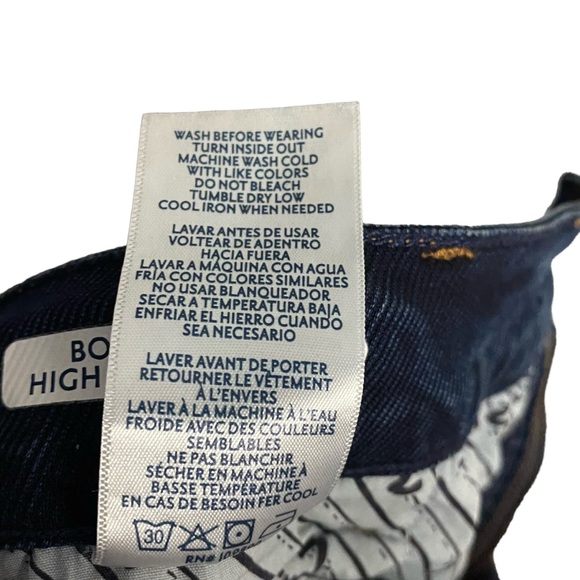 WASH BEFORE WEARING
TURN INSIDE OUT
MACHINE WASH COLD
WITH LIKE COLORS
DO NOT BLEACH
TUMBLE DRY LOW
COOL IRON WHEN NEEDED
LAVAR ANTES DE USAR
VOLTEAR DE ADENTRO
HACIA FUERA
LAVAR A MÁQUINA CON AGUA
FRÍA CON COLORES SIMILARES
NO USAR BLANQUEADOR
SECAR A TEMPERATURA BAJA
ENFRIAR EL HIERRO CUANDO
SEA NECESARIO
LAVER AVANT DE PORTER
RETOURNER LE VÊTEMENT
À L'ENVERS
LAVER À LA MACHINE À L'EAU
FROIDE AVEC DES COULEURS
SEMBLABLES
NE PAS BLANCHIR
SÉCHER EN MACHINE À
BASSE TEMPÉRATURE
EN CAS DE BESOIN FER COOL
30
RN#
BO
HIGH